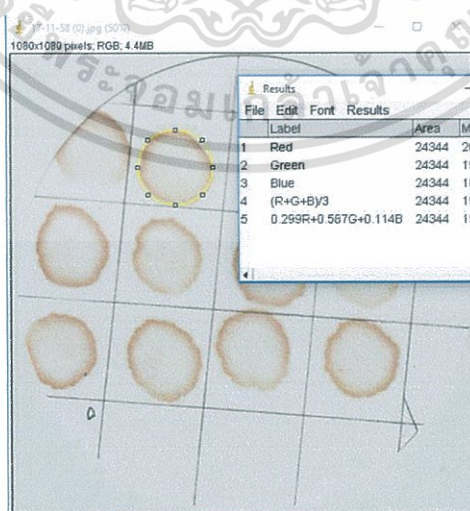 17-11-58 (0).jpg (50%)
1080x1080 pixels; RGB; 4.4MB
Results
File Edit Font Results
Label Area
1 Red 24344
2 Green 24344
3 Blue 24344
4 (R+G+B)/3 24344
5 0.299R+0.587G+0.114B 24344